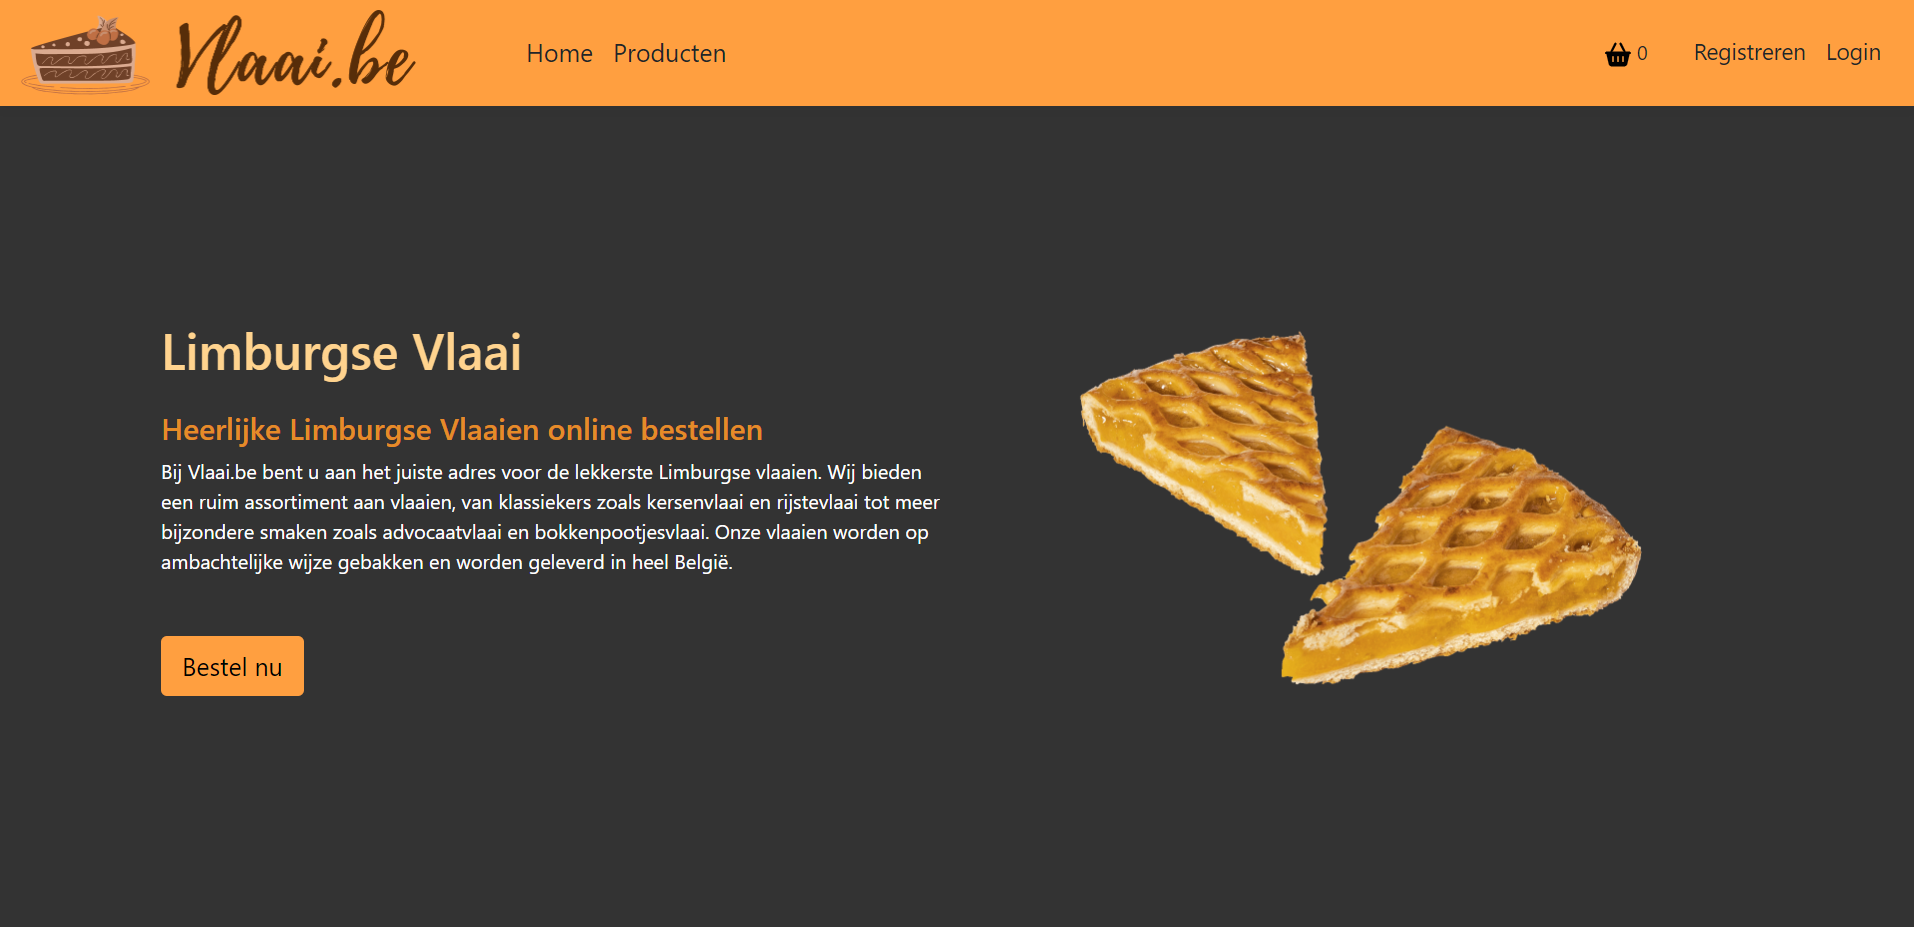 Vlaai.be
Home Producten
0 Registreren Login
Limburgse Vlaai
Heerlijke Limburgse Vlaaien online bestellen
Bij Vlaai.be bent u aan het juiste adres voor de lekkerste Limburgse vlaaien. Wij bieden
een ruim assortiment aan vlaaien, van klassiekers zoals kersenvlaai en rijstevlaai tot meer
bijzondere smaken zoals advocaatvlaai en bokkenpootjesvlaai. Onze vlaaien worden op
ambachtelijke wijze gebakken en worden geleverd in heel België.
Bestel nu